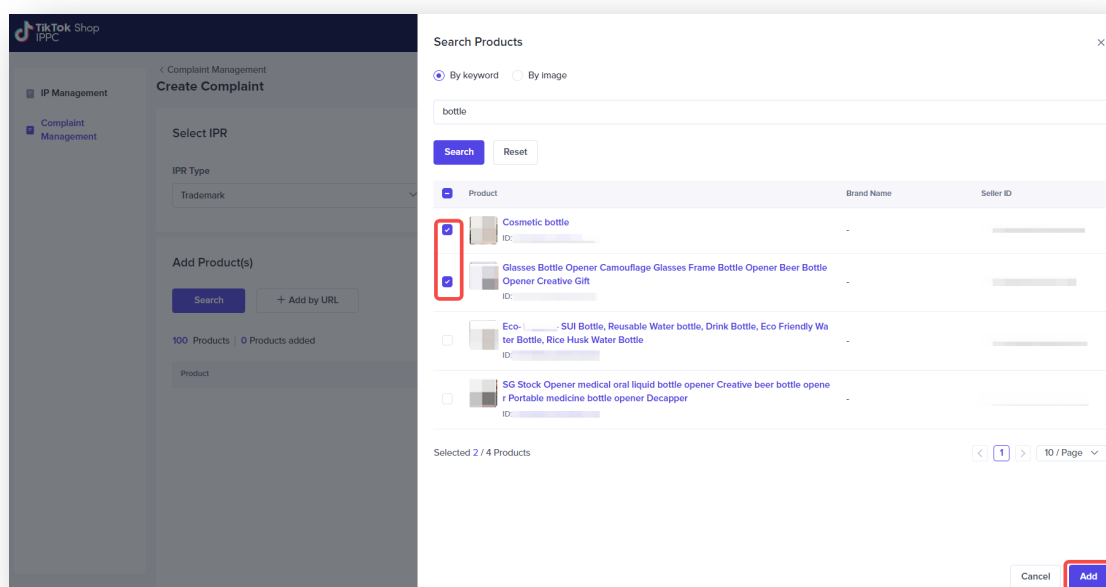 TikTok Shop
IPPC
IP Management
Complaint
Management
< Complaint Management
Create Complaint
Select IPR
IPR Type
Trademark
Add Product(s)
Search
+ Add by URL
100 Products | 0 Products added
Product
Search Products
By keyword
By image
bottle
Search
Reset
Product
Brand Name
Seller ID
Cosmetic bottle
ID:
-
Glasses Bottle Opener Camouflage Glasses Frame Bottle Opener Beer Bottle
Opener Creative Gift
ID:
-
Eco- SUI Bottle, Reusable Water bottle, Drink Bottle, Eco Friendly Wa
ter Bottle, Rice Husk Water Bottle
ID:
-
SG Stock Opener medical oral liquid bottle opener Creative beer bottle opene
r Portable medicine bottle opener Decapper
ID:
-
Selected 2 / 4 Products
< 1 >
10 / Page
Cancel
Add